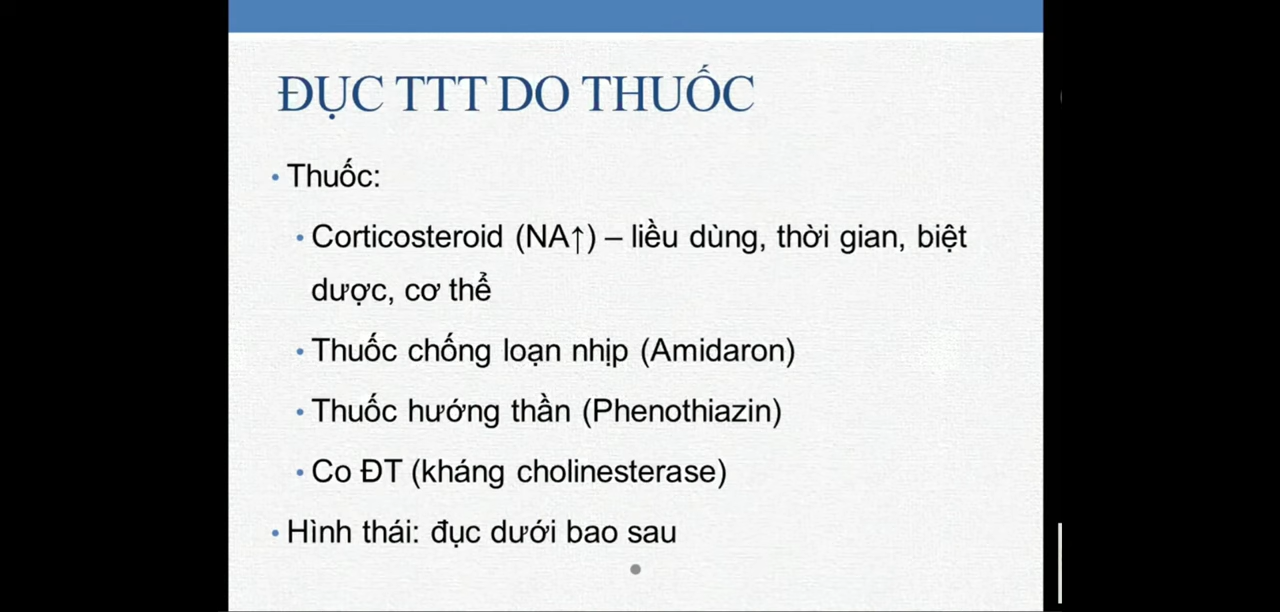 ĐỤC TTT DO THUỐC
• Thuốc:
• Corticosteroid (NA↑) – liều dùng, thời gian, biệt
dược, cơ thể
• Thuốc chống loạn nhịp (Amidaron)
• Thuốc hướng thần (Phenothiazin)
• Co ĐT (kháng cholinesterase)
• Hình thái: đục dưới bao sau